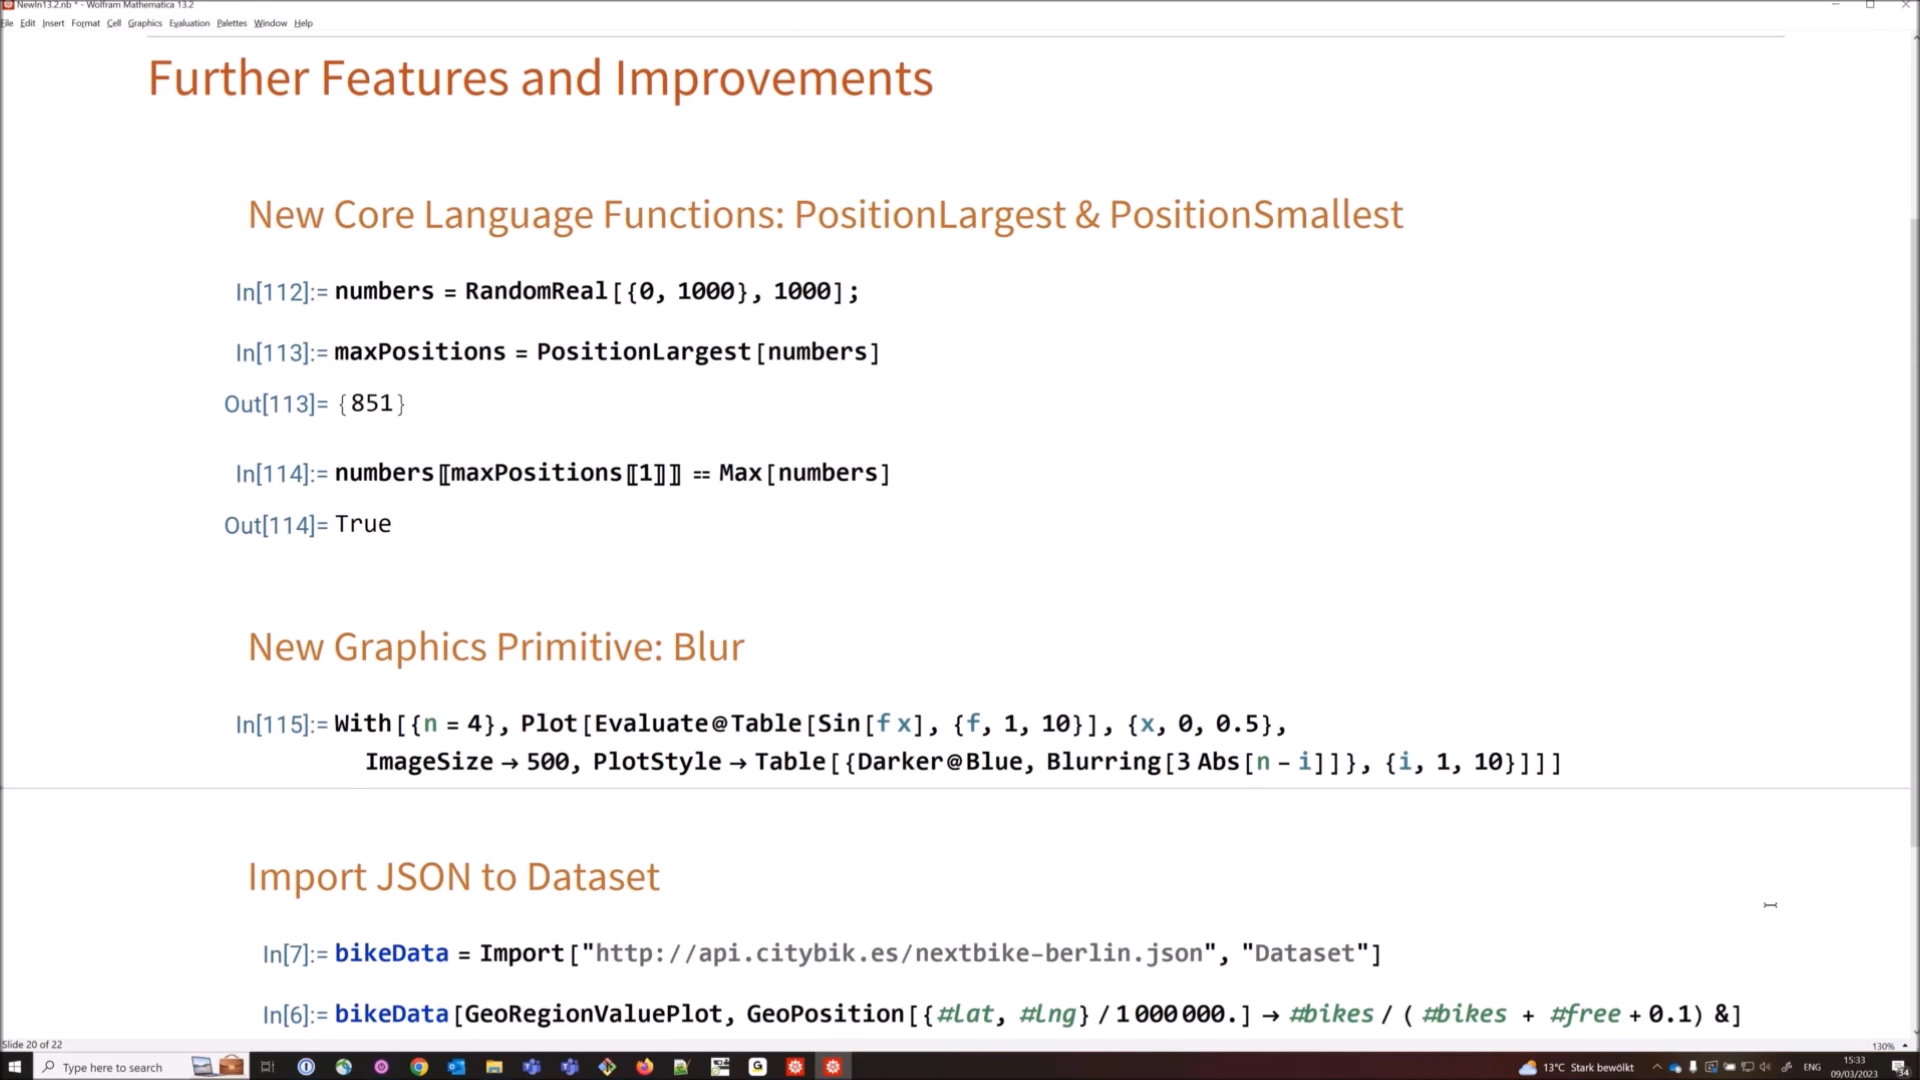 NewIn13.2.nb * - Wolfram Mathematica 13.2
File Edit Insert Format Cell Graphics Evaluation Palettes Window Help
Further Features and Improvements
New Core Language Functions: PositionLargest & PositionSmallest
In[112]:= numbers = RandomReal[{0, 1000}, 1000];
In[113]:= maxPositions = PositionLargest[numbers]
Out[113]= {851}
In[114]:= numbers⟦maxPositions⟦1⟧⟧ == Max[numbers]
Out[114]= True
New Graphics Primitive: Blur
In[115]:= With[{n = 4}, Plot[Evaluate@Table[Sin[f x], {f, 1, 10}], {x, 0, 0.5},
ImageSize → 500, PlotStyle → Table[{Darker@Blue, Blurring[3 Abs[n - i]]}, {i, 1, 10}]]]
Import JSON to Dataset
In[7]:= bikeData = Import["http://api.citybik.es/nextbike-berlin.json", "Dataset"]
In[6]:= bikeData[GeoRegionValuePlot, GeoPosition[{#lat, #lng} / 1 000 000.] → #bikes / ( #bikes + #free + 0.1) &]
Slide 20 of 22
130%
Type here to search
13°C Stark bewölkt
ENG
15:33
09/03/2023
34